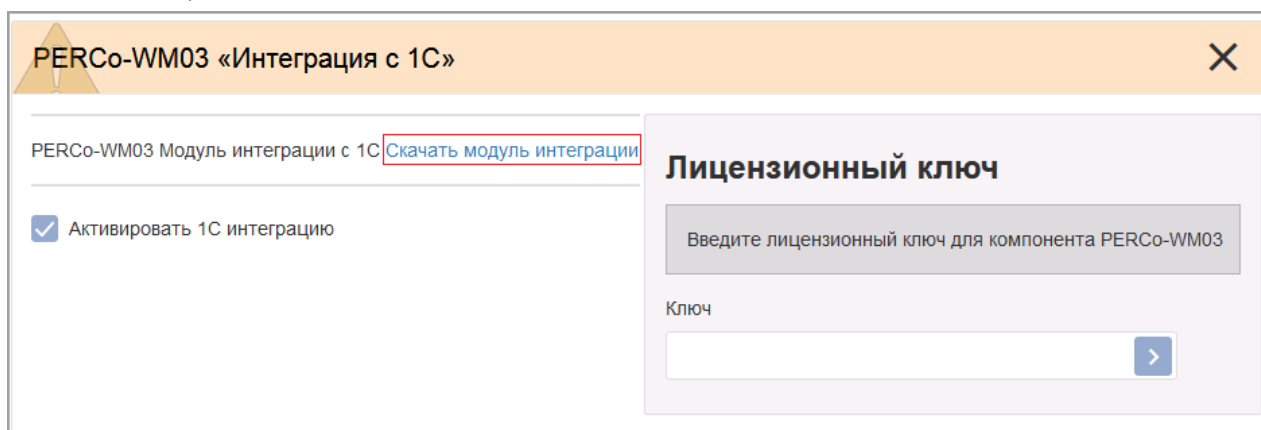 PERCo-WM03 «Интеграция с 1С»
PERCo-WM03 Модуль интеграции с 1С Скачать модуль интеграции
Активировать 1С интеграцию
Лицензионный ключ
Введите лицензионный ключ для компонента PERCo-WM03
Ключ